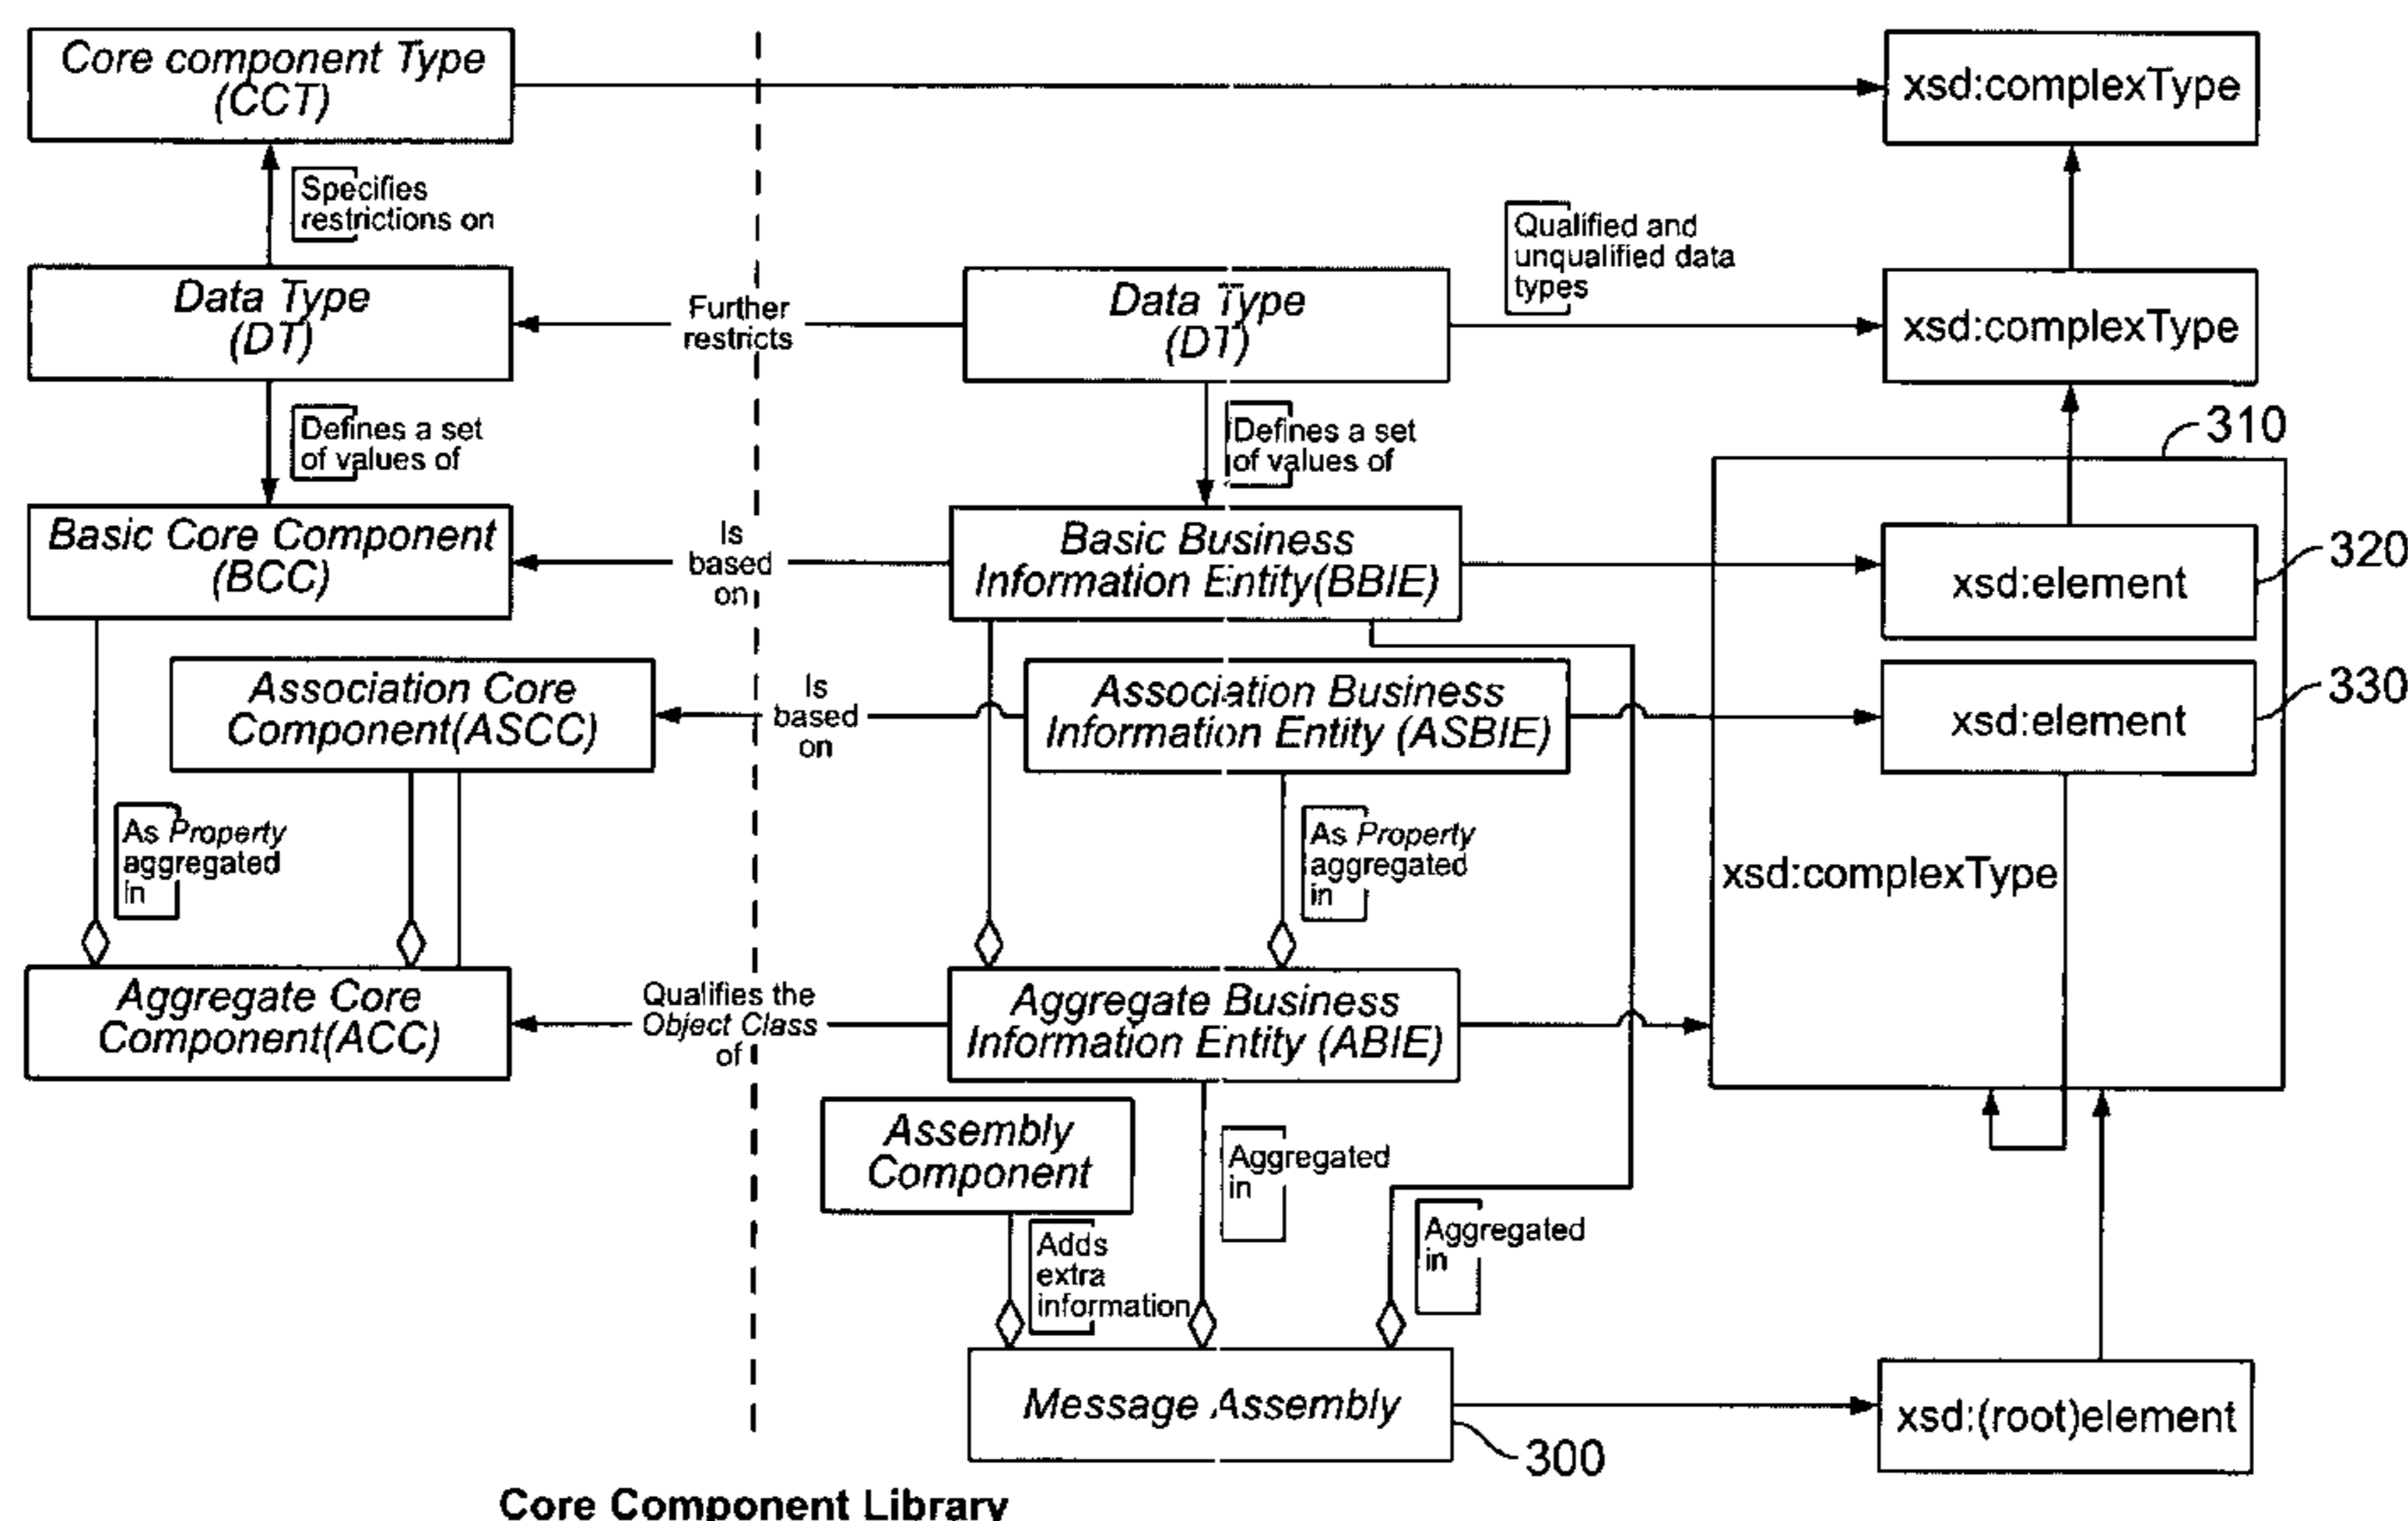 Core component Type
(CCT)
xsd:complexType
Specifies
restrictions on
Qualified and
unqualified data
types
Data Type
(DT)
Further
restricts
Data Type
(DT)
xsd:complexType
310
Defines a set
of values of
Defines a set
of values of
Basic Core Component
(BCC)
Is
based
on
Basic Business
Information Entity(BBIE)
xsd:element
320
Association Core
Component(ASCC)
Is
based
on
Association Business
Information Entity (ASBIE)
xsd:element
330
As Property
aggregated
in
As Property
aggregated
in
xsd:complexType
Aggregate Core
Component(ACC)
Qualifies the
Object Class
of
Aggregate Business
Information Entity (ABIE)
Assembly
Component
Aggregated
in
Adds
extra
information
Aggregated
in
Message Assembly
300
xsd:(root)element
Core Component Library